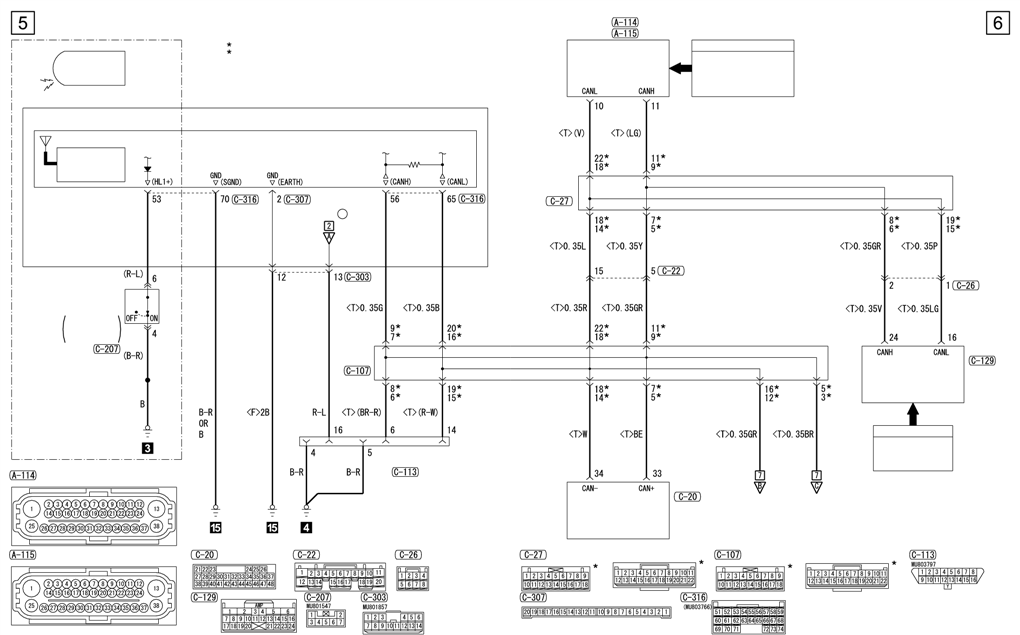 5
6
*
*
A-114
A-115
CANL CANH
10 11
<T>(V) <T>(LG)
22* 11*
18* 9*
C-27
18* 7* 8* 19*
14* 5* 6* 15*
<T>0.35L <T>0.35Y <T>0.35GR <T>0.35P
15 5 C-22
2 1 C-26
<T>0.35R <T>0.35GR <T>0.35V <T>0.35LG
22* 11*
18* 9*
24 16
CANH CANL
C-129
(HL1+)
GND
(SGND)
GND
(EARTH)
(CANH) (CANL)
53 70 C-316 2 C-307 56 65 C-316
2
A
12 13 C-303
(R-L)
6
OFF ON
4
C-207
(B-R)
B
3
<T>0.35G <T>0.35B
9* 20*
7* 16*
C-107
8* 19* 18* 7* 16* 5*
6* 15* 14* 5* 12* 3*
B-R
OR
B
<F>2B R-L <T>(BR-R) <T>(R-W)
16 6 14
4 5
C-113
B-R B-R
15 15 4
<T>W <T>BE <T>0.35GR <T>0.35BR
34 33
CAN- CAN+
C-20
7 7
B C
A-114
1 2 3 4 5 6 7 8 9 10 11 12 13
14 15 16 17 18 19 20 21 22 23 24
25 26 27 28 29 30 31 32 33 34 35 36 37 38
A-115
1 2 3 4 5 6 7 8 9 10 11 12 13
14 15 16 17 18 19 20 21 22 23 24
25 26 27 28 29 30 31 32 33 34 35 36 37 38
C-20
21 22 23 24 25 26
27 28 29 30 31 32 33 34 35 36 37
38 39 40 41 42 43 44 45 46 47 48
C-22
1 2 3 4 5 6 7 8 9 10 11
12 13 14 15 16 17 18 19 20
C-26
1 2 3 4
5 6 7 8
C-27
1 2 3 4 5 6 7 8 9
10 11 12 13 14 15 16 17 18
*
1 2 3 4 5 6 7 8 9 10 11
12 13 14 15 16 17 18 19 20 21 22
*
C-107
1 2 3 4 5 6 7 8
9 10 11 12 13 14 15 16 17 18
*
1 2 3 4 5 6 7 8 9 10 11
12 13 14 15 16 17 18 19 20 21 22
*
C-113
MU803797
1 2 3 4 5 6 7 8
9 10 11 12 13 14 15 16
C-129
AMP
1 2 3 4 5 6
7 8 9 10 11 12 13 14 15 16
17 18 19 20 21 22 23 24 25 26
C-207
MU801547
1 2
3 4 5 6
C-303
MU801857
1 2 3 4
7 8 9 10 11 12 13 14
C-307
20 19 18 17 16 15 14 13 12 11 10 9 8 7 6 5 4 3 2 1
C-316
(MU803766)
51 52 53 54 55 56 57 58 59
60 61 62 63 64 65 66 67 68
69 70 71 72 73 74